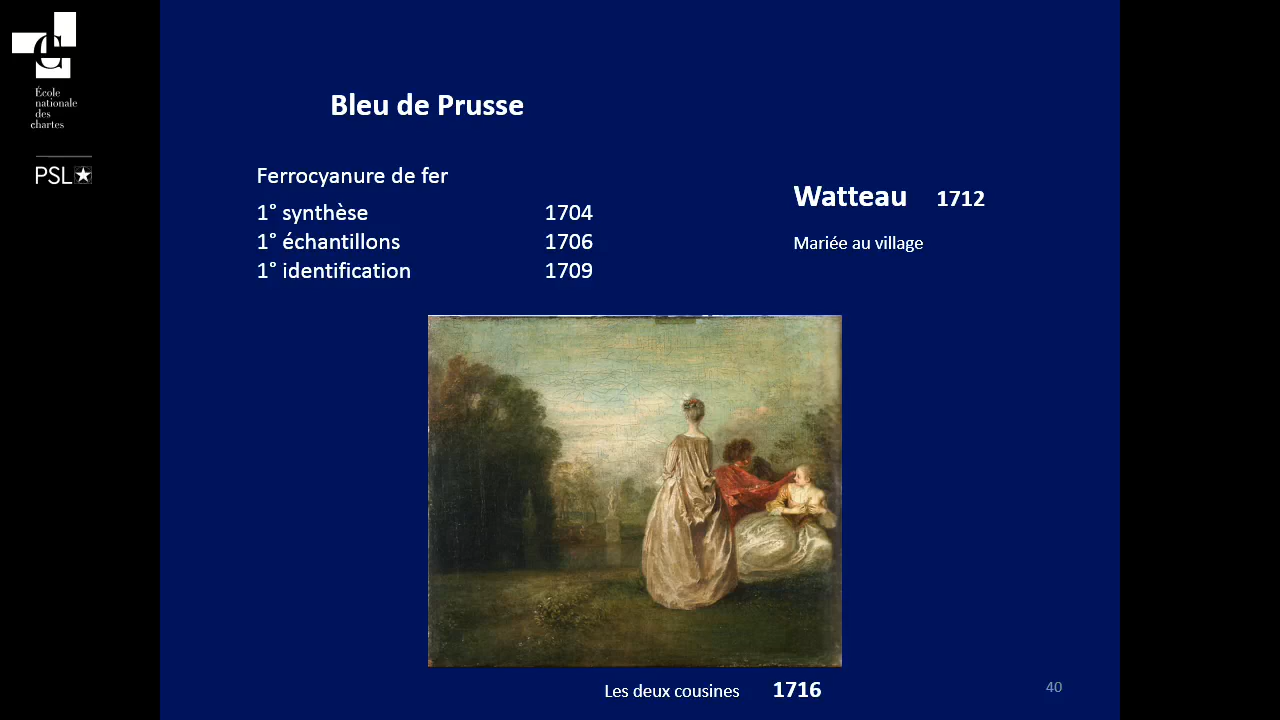 École
nationale
des
chartes
PSL
Bleu de Prusse
Ferrocyanure de fer
1° synthèse 1704
1° échantillons 1706
1° identification 1709
Watteau 1712
Mariée au village
Les deux cousines 1716
40